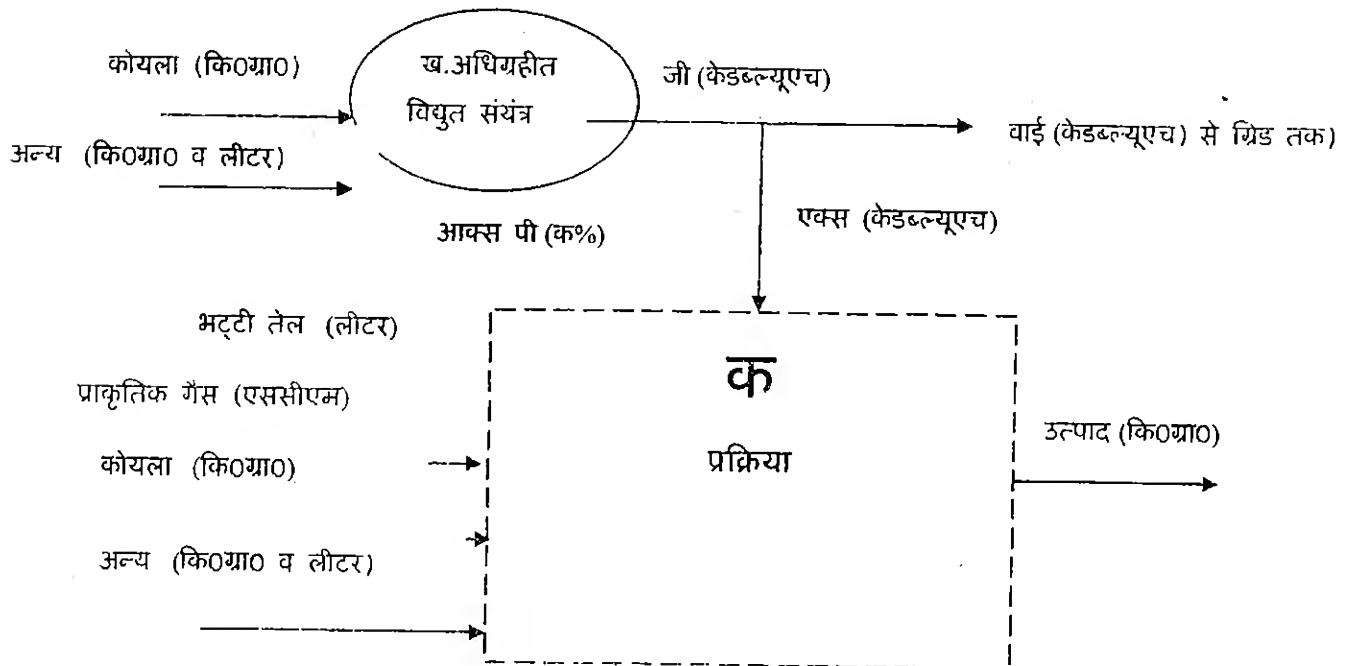 कोयला (कि0ग्रा0)
ख.अधिग्रहीत
विद्युत संयंत्र
जी (केडब्ल्यूएच)
वाई (केडब्ल्यूएच) से ग्रिड तक)
अन्य (कि0ग्रा0 व लीटर)
एक्स (केडब्ल्यूएच)
आक्स पी (क%)
भट्टी तेल (लीटर)
क
प्राकृतिक गैस (एससीएम)
उत्पाद (कि0ग्रा0)
कोयला (कि0ग्रा0)
प्रक्रिया
अन्य (कि0ग्रा0 व लीटर)